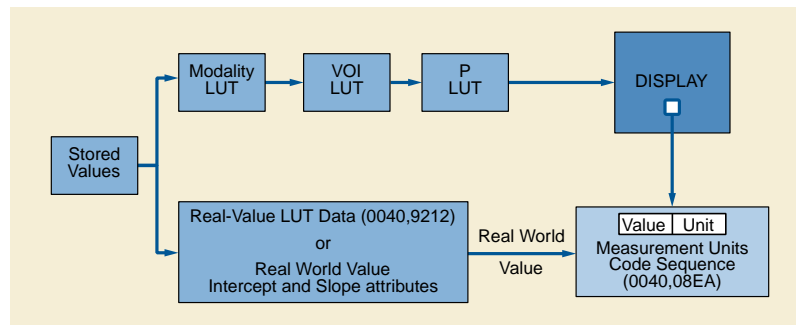 Modality
LUT
VOI
LUT
P
LUT
DISPLAY
Stored
Values
Real-Value LUT Data (0040,9212)
or
Real World Value
Intercept and Slope attributes
Real World
Value
Value Unit
Measurement Units
Code Sequence
(0040,08EA)